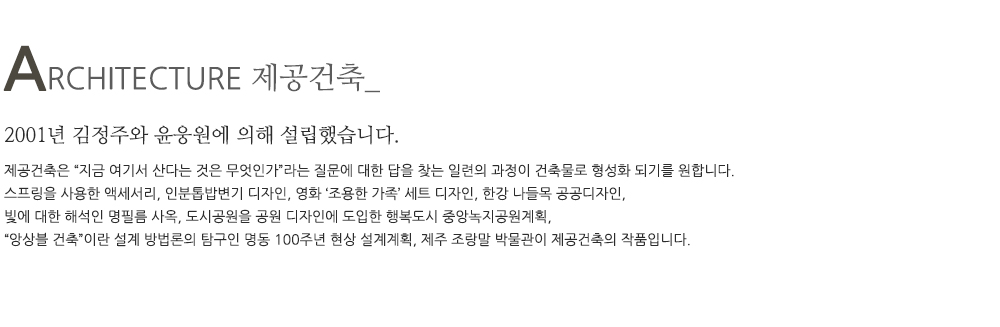 ARCHITECTURE 제공건축_
2001년 김정주와 윤웅원에 의해 설립했습니다.
제공건축은 “지금 여기서 산다는 것은 무엇인가”라는 질문에 대한 답을 찾는 일련의 과정이 건축물로 형성화 되기를 원합니다.
스프링을 사용한 액세서리, 인분톱밥변기 디자인, 영화 ‘조용한 가족’ 세트 디자인, 한강 나들목 공공디자인,
빛에 대한 해석인 명필름 사옥, 도시공원을 공원 디자인에 도입한 행복도시 중앙녹지공원계획,
“앙상블 건축”이란 설계 방법론의 탐구인 명동 100주년 현상 설계계획, 제주 조랑말 박물관이 제공건축의 작품입니다.